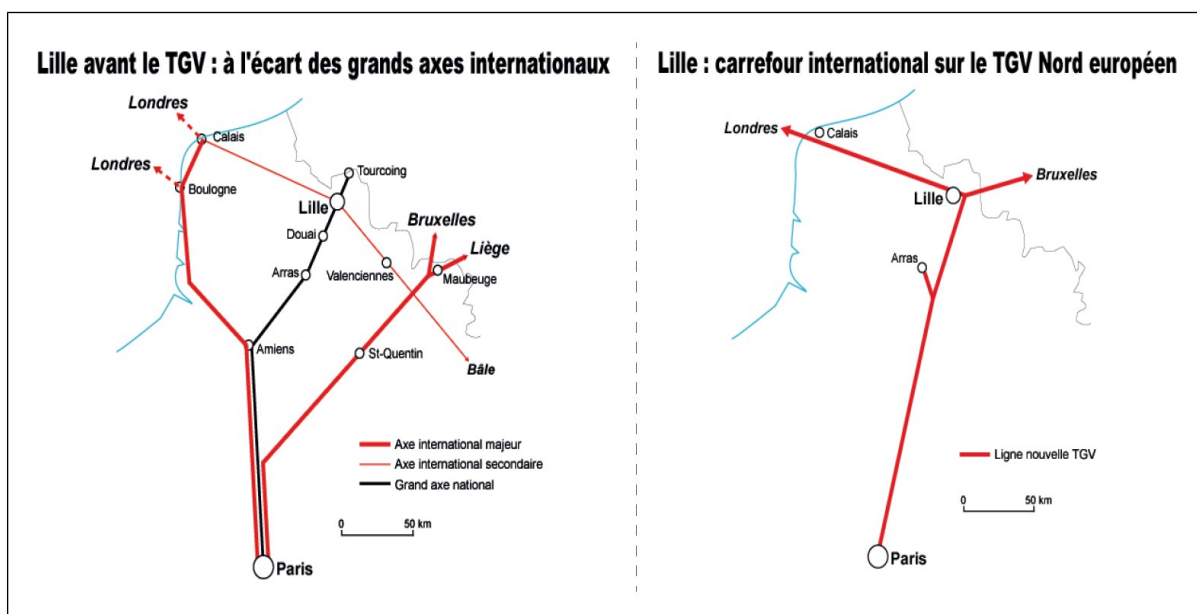 Lille avant le TGV : à l'écart des grands axes internationaux
Londres
Calais
Londres
Boulogne
Tourcoing
Lille
Douai
Bruxelles
Liège
Arras
Valenciennes
Maubeuge
Amiens
St-Quentin
Bâle
Axe international majeur
Axe international secondaire
Grand axe national
0 50 km
Paris
Lille : carrefour international sur le TGV Nord européen
Londres
Calais
Bruxelles
Lille
Arras
Ligne nouvelle TGV
0 50 km
Paris